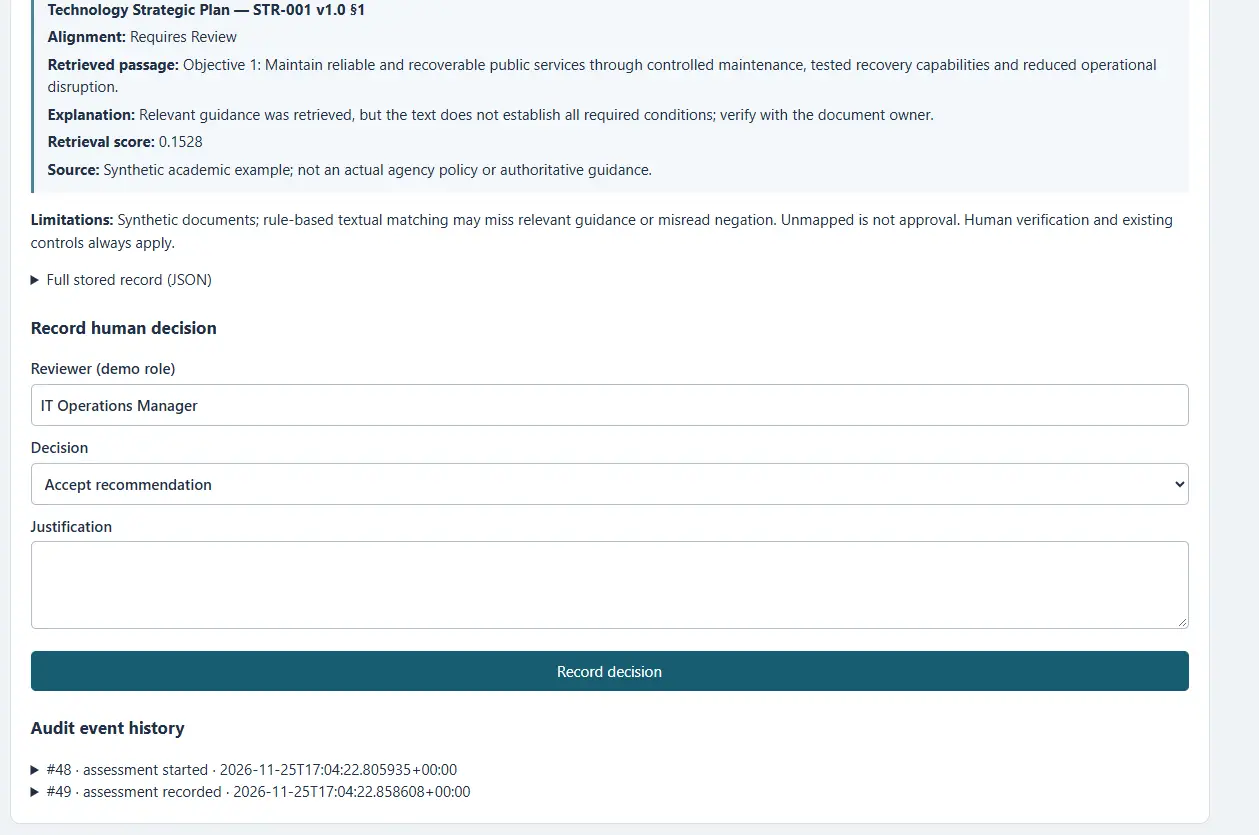 Technology Strategic Plan — STR-001 v1.0 §1
Alignment: Requires Review
Retrieved passage: Objective 1: Maintain reliable and recoverable public services through controlled maintenance, tested recovery capabilities and reduced operational
disruption.
Explanation: Relevant guidance was retrieved, but the text does not establish all required conditions; verify with the document owner.
Retrieval score: 0.1528
Source: Synthetic academic example; not an actual agency policy or authoritative guidance.
Limitations: Synthetic documents; rule-based textual matching may miss relevant guidance or misread negation. Unmapped is not approval. Human verification and existing
controls always apply.
Full stored record (JSON)
Record human decision
Reviewer (demo role)
IT Operations Manager
Decision
Accept recommendation
Justification
Record decision
Audit event history
#48 · assessment started · 2026-11-25T17:04:22.805935+00:00
#49 · assessment recorded · 2026-11-25T17:04:22.858608+00:00